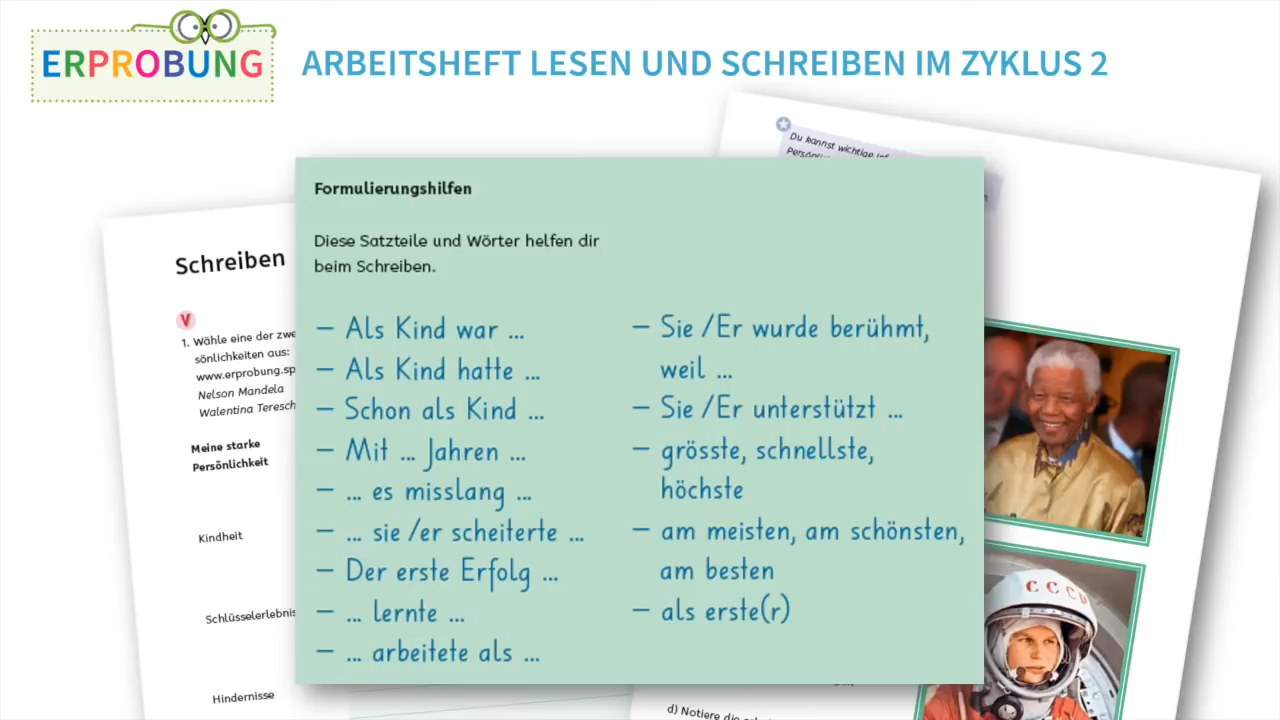 ERPROBUNG
ARBEITSHEFT LESEN UND SCHREIBEN IM ZYKLUS 2
Du kannst wichtige
Formulierungshilfen
Diese Satzteile und Wörter helfen dir
beim Schreiben.
– Als Kind war ...
– Als Kind hatte ...
– Schon als Kind ...
– Mit ... Jahren ...
– ... es misslang ...
– ... sie /er scheiterte ...
– Der erste Erfolg ...
– ... lernte ...
– ... arbeitete als ...
– Sie /Er wurde berühmt,
weil ...
– Sie /Er unterstützt ...
– grösste, schnellste,
höchste
– am meisten, am schönsten,
am besten
– als erste(r)
Schreiben
V
1. Wähle eine der
sönlichkeiten aus:
www.erprobung.sp
Nelson Mandela
Walentina
Meine starke
Persönlichkeit
Kindheit
Hindernisse
CCCP
d) Notiere die